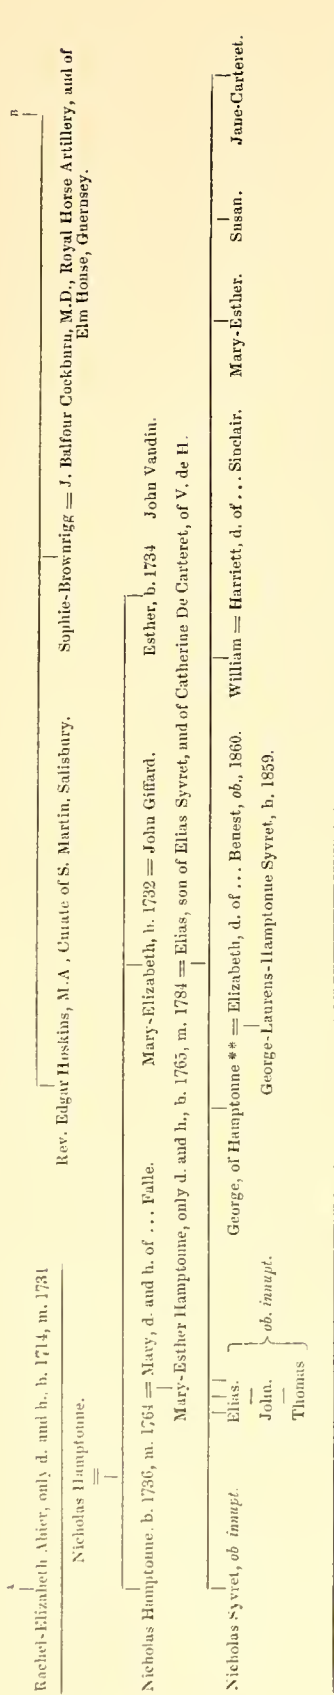 A B
Rachel-Elizabeth Ahier, only d. and h., b. 1714, m. 1731
Rev. Edgar Hoskins, M.A., Curate of S. Martin, Salisbury. Sophie-Brownrigg = J. Balfour Cockburn, M.D., Royal Horse Artillery, and of
Elm House, Guernsey.
Nicholas Hamptonne.
=
Nicholas Hamptonne, b. 1736, m. 1764 = Mary, d. and h. of ... Falle. Mary-Elizabeth, b. 1732 = John Giffard. Esther, b. 1734 John Vaudin.
Mary-Esther Hamptonne, only d. and h., b. 1765, m. 1784 = Elias, son of Elias Syvret, and of Catherine De Carteret, of V. de H.
Nicholas Syvret, ob innupt. Elias. George, of Hamptonne ** = Elizabeth, d. of ... Benest, ob., 1860. William = Harriett, d. of ... Sinclair. Mary-Esther. Susan. Jane-Carteret.
John. ob. innupt. George-Laurens-Hamptonne Syvret, b. 1859.
Thomas